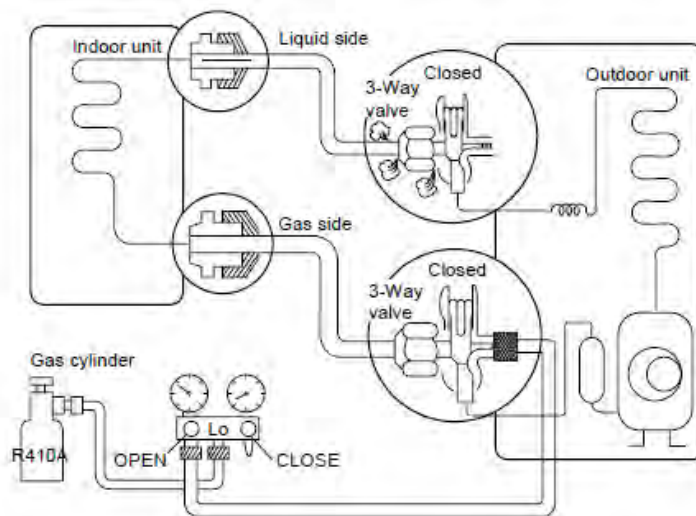 Indoor unit
Liquid side
Closed
3-Way
valve
Outdoor unit
Gas side
Closed
3-Way
valve
Gas cylinder
R410A
Lo
OPEN
CLOSE